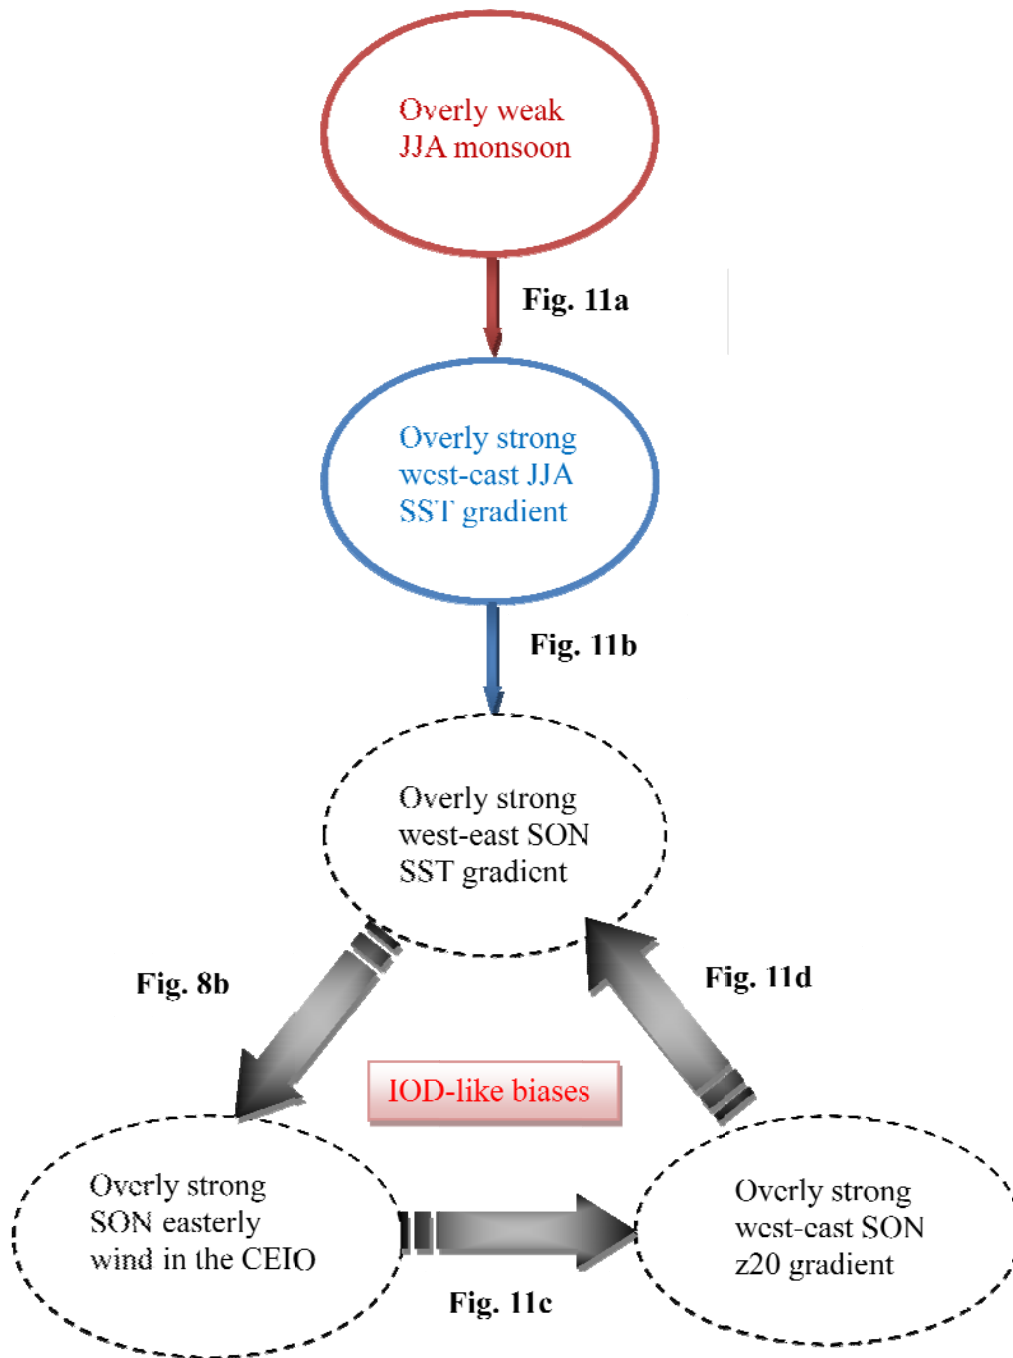 Overly weak
JJA monsoon
Fig. 11a
Overly strong
west-east JJA
SST gradient
Fig. 11b
Overly strong
west-east SON
SST gradient
Fig. 8b
Fig. 11d
IOD-like biases
Overly strong
SON easterly
wind in the CEIO
Overly strong
west-east SON
z20 gradient
Fig. 11c